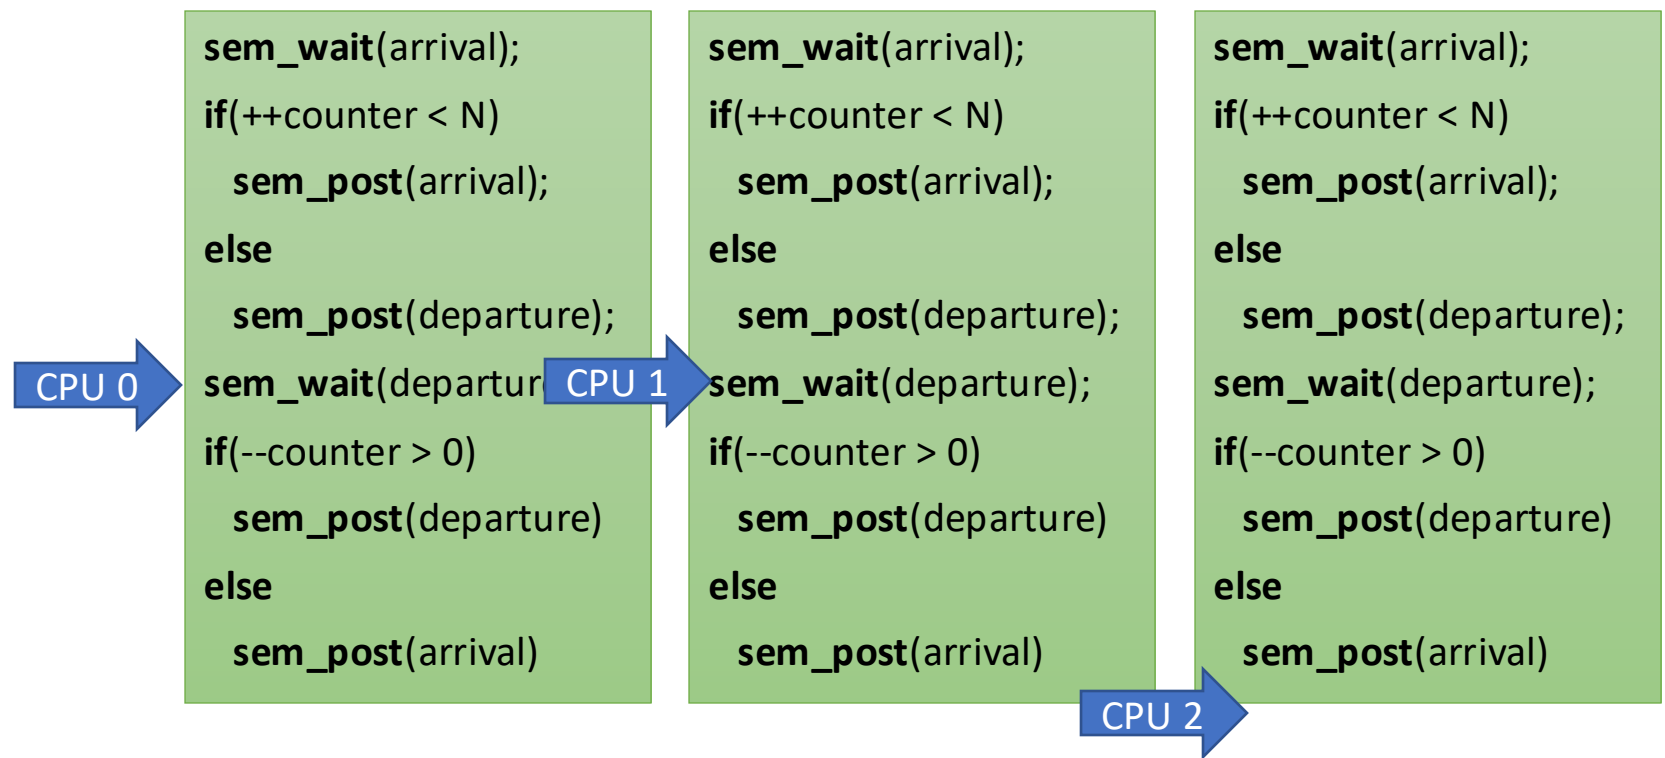 sem_wait(arrival);
if(++counter < N)
sem_post(arrival);
else
sem_post(departure);
CPU 0
sem_wait(departur
if(--counter > 0)
sem_post(departure)
else
sem_post(arrival)
sem_wait(arrival);
if(++counter < N)
sem_post(arrival);
else
sem_post(departure);
CPU 1
sem_wait(departure);
if(--counter > 0)
sem_post(departure)
else
sem_post(arrival)
sem_wait(arrival);
if(++counter < N)
sem_post(arrival);
else
sem_post(departure);
sem_wait(departure);
if(--counter > 0)
sem_post(departure)
else
sem_post(arrival)
CPU 2